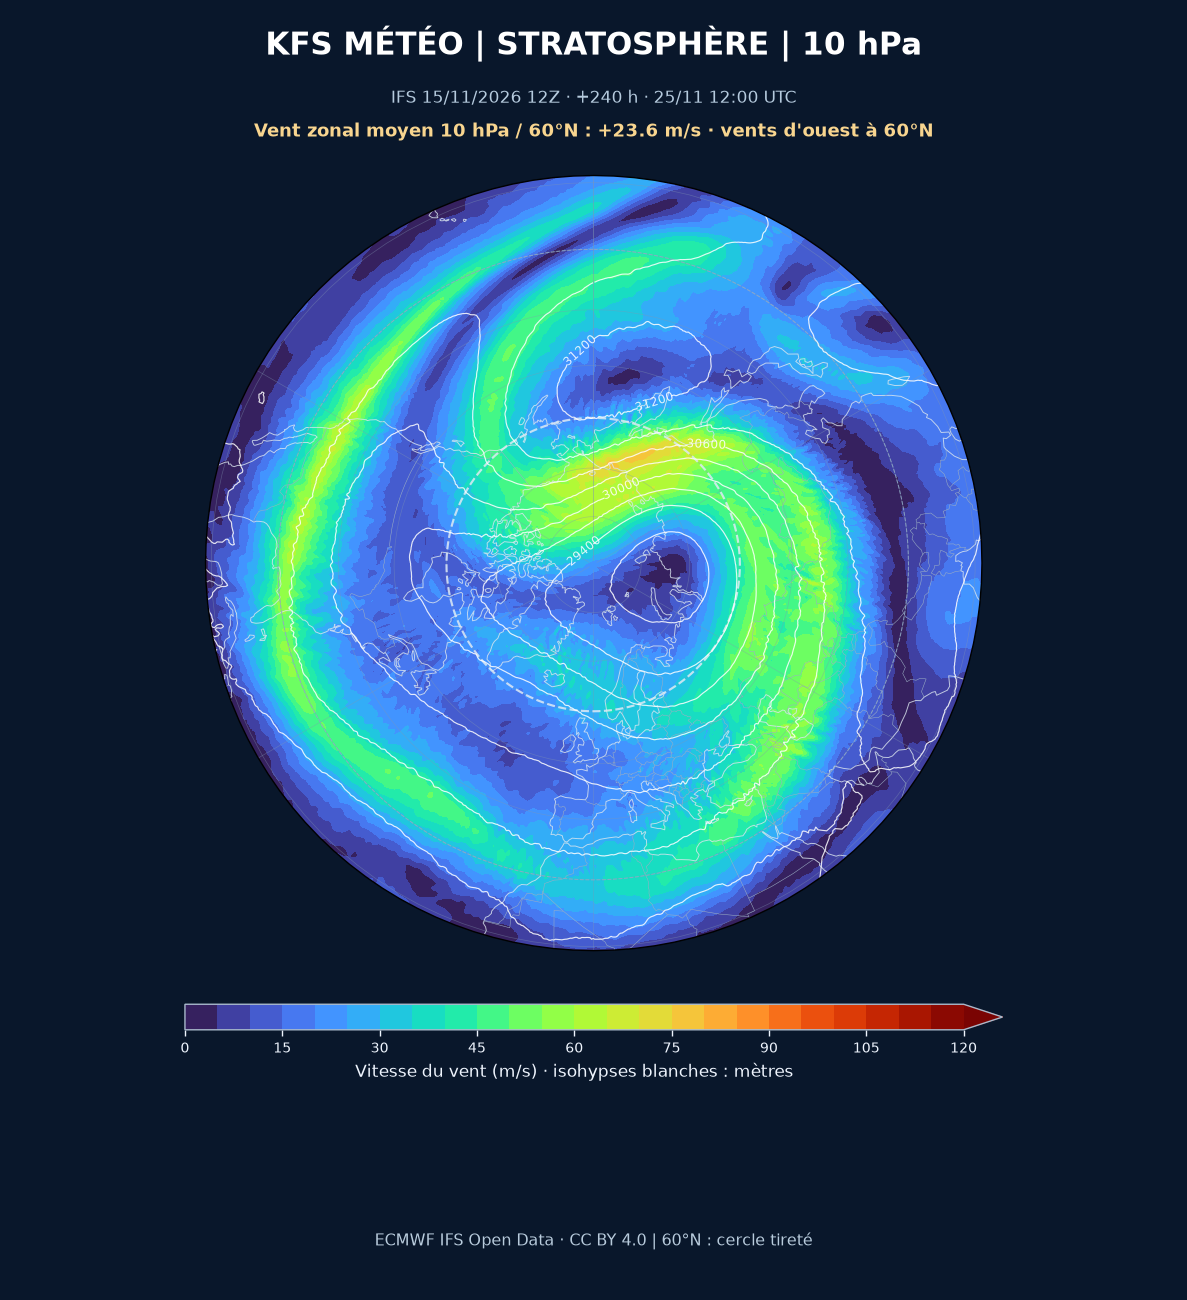 KFS MÉTÉO | STRATOSPHÈRE | 10 hPa
IFS 15/11/2026 12Z · +240 h · 25/11 12:00 UTC
Vent zonal moyen 10 hPa / 60°N : +23.6 m/s · vents d'ouest à 60°N
31200
31200
30600
30000
29400
0 15 30 45 60 75 90 105 120
Vitesse du vent (m/s) · isohypses blanches : mètres
ECMWF IFS Open Data · CC BY 4.0 | 60°N : cercle tireté